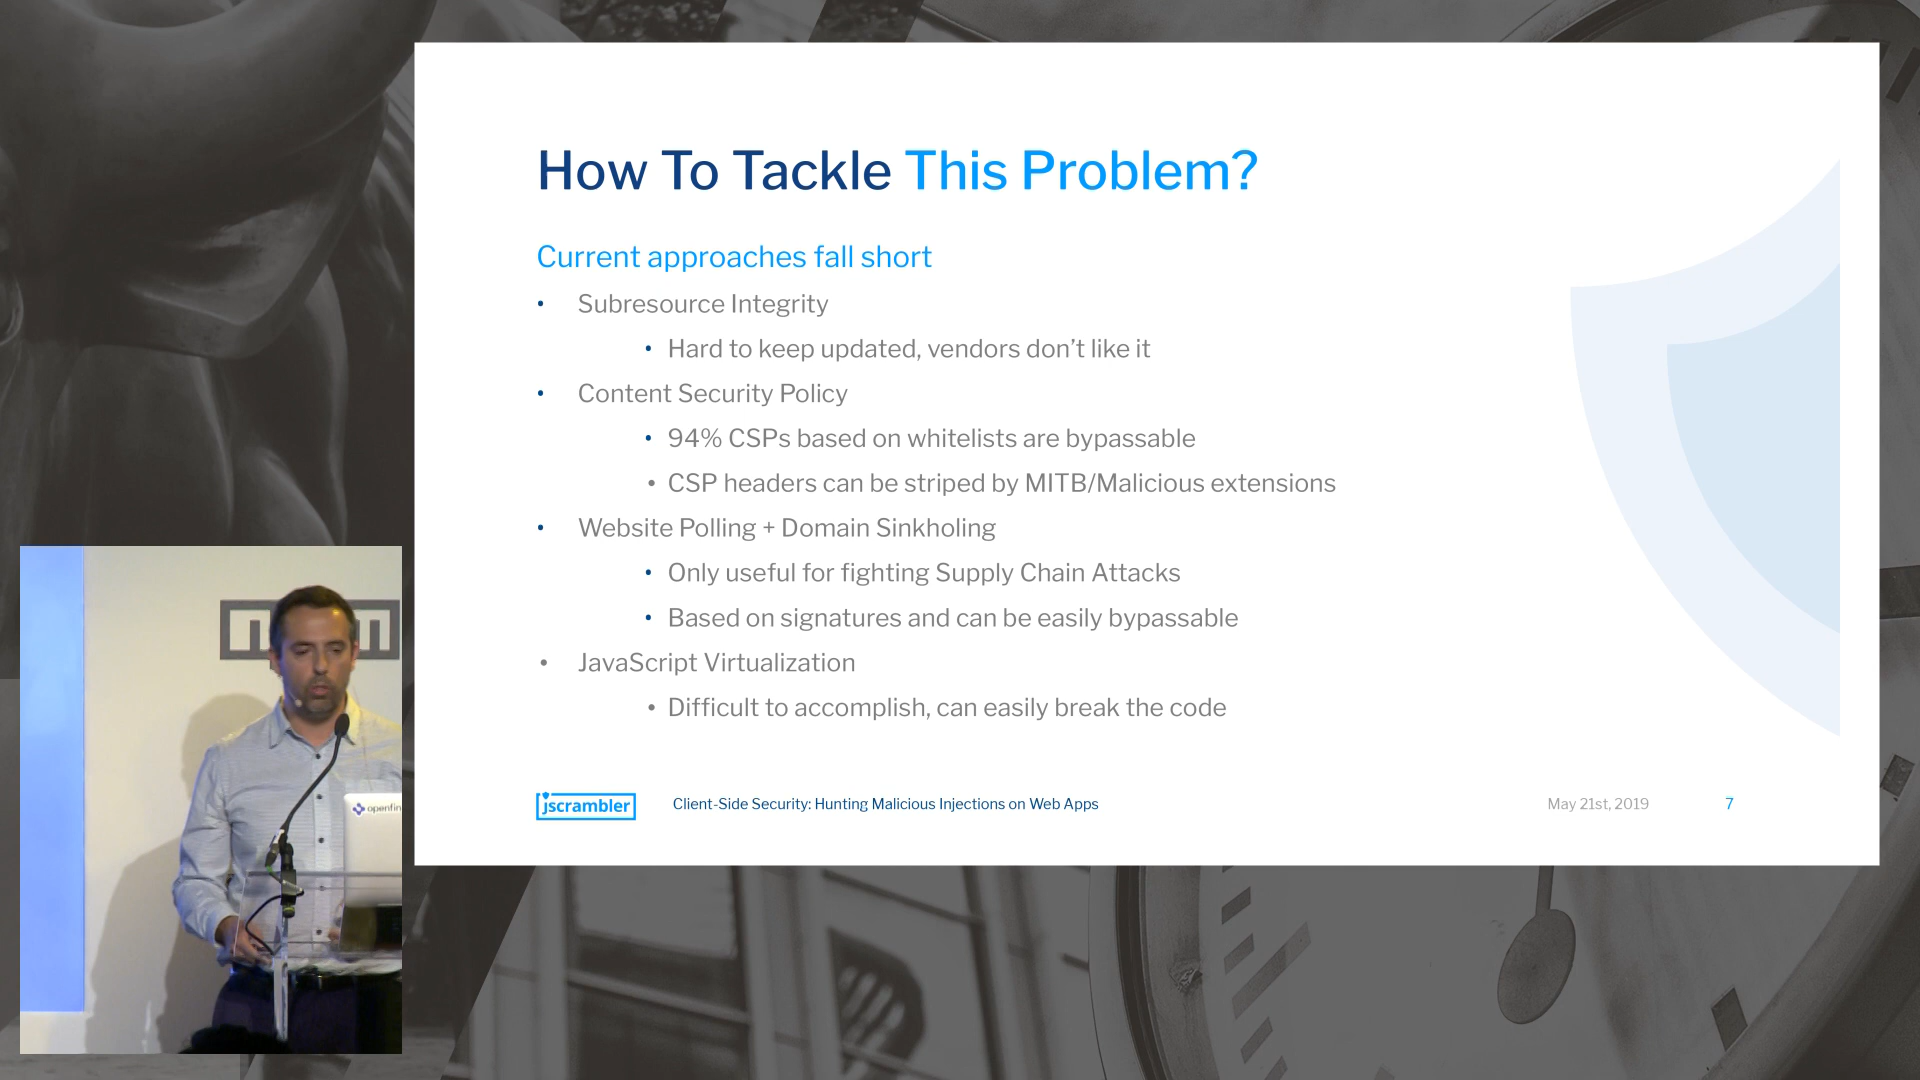 How To Tackle This Problem?
Current approaches fall short
• Subresource Integrity
• Hard to keep updated, vendors don’t like it
• Content Security Policy
• 94% CSPs based on whitelists are bypassable
• CSP headers can be striped by MITB/Malicious extensions
• Website Polling + Domain Sinkholing
• Only useful for fighting Supply Chain Attacks
• Based on signatures and can be easily bypassable
• JavaScript Virtualization
• Difficult to accomplish, can easily break the code
jscrambler
Client-Side Security: Hunting Malicious Injections on Web Apps
May 21st, 2019
7